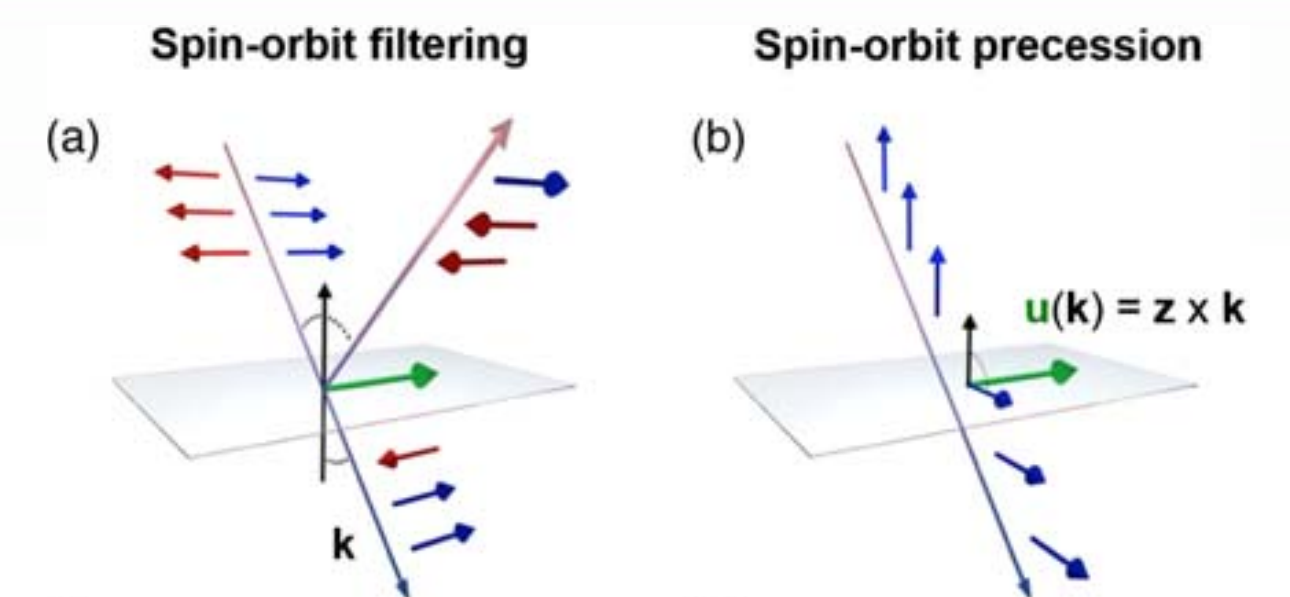 Spin-orbit filtering
Spin-orbit precession
(a)
(b)
u(k) = z x k
k